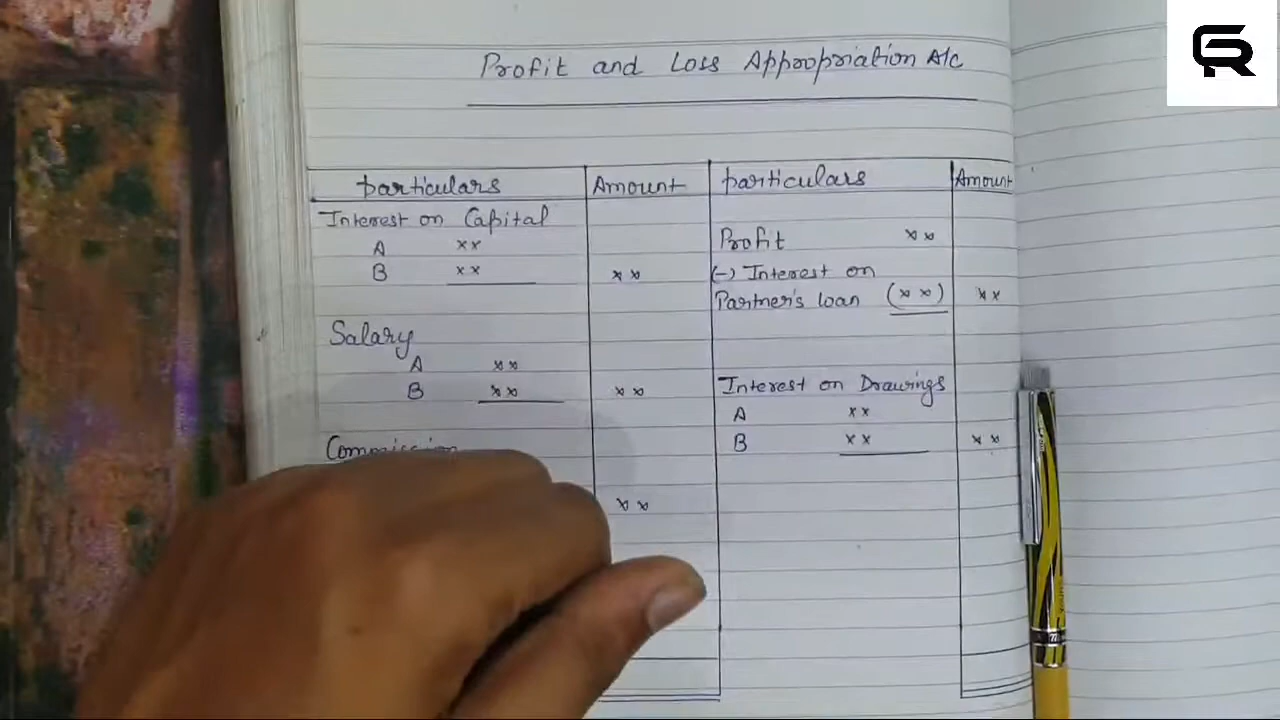 Profit and Loss Appropriation A/c
Particulars Amount Particulars Amount
Interest on Capital
A xx
B xx xx
Salary
A xx
B xx xx
Commission
xx
Profit xx
(-) Interest on
Partner's loan (xx) xx
Interest on Drawings
A xx
B xx xx